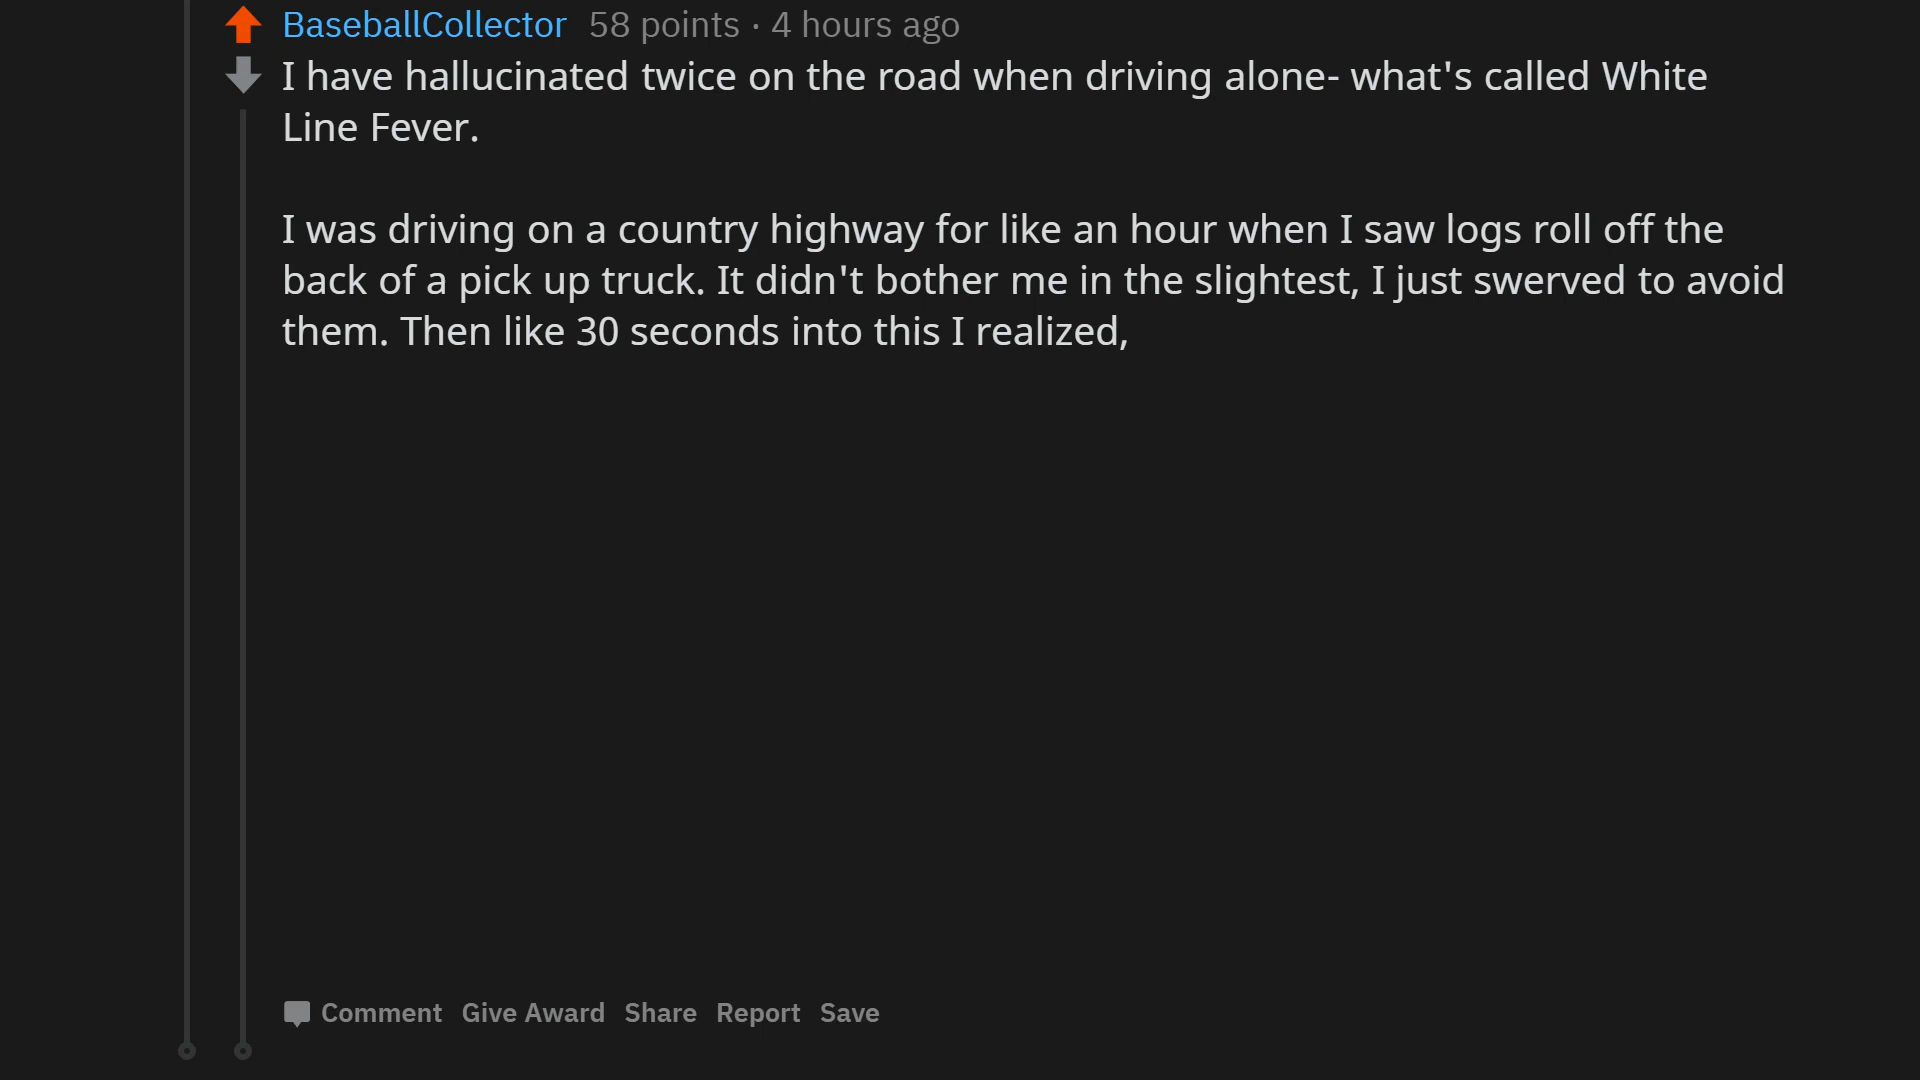 BaseballCollector 58 points · 4 hours ago
I have hallucinated twice on the road when driving alone- what's called White
Line Fever.
I was driving on a country highway for like an hour when I saw logs roll off the
back of a pick up truck. It didn't bother me in the slightest, I just swerved to avoid
them. Then like 30 seconds into this I realized,
Comment Give Award Share Report Save